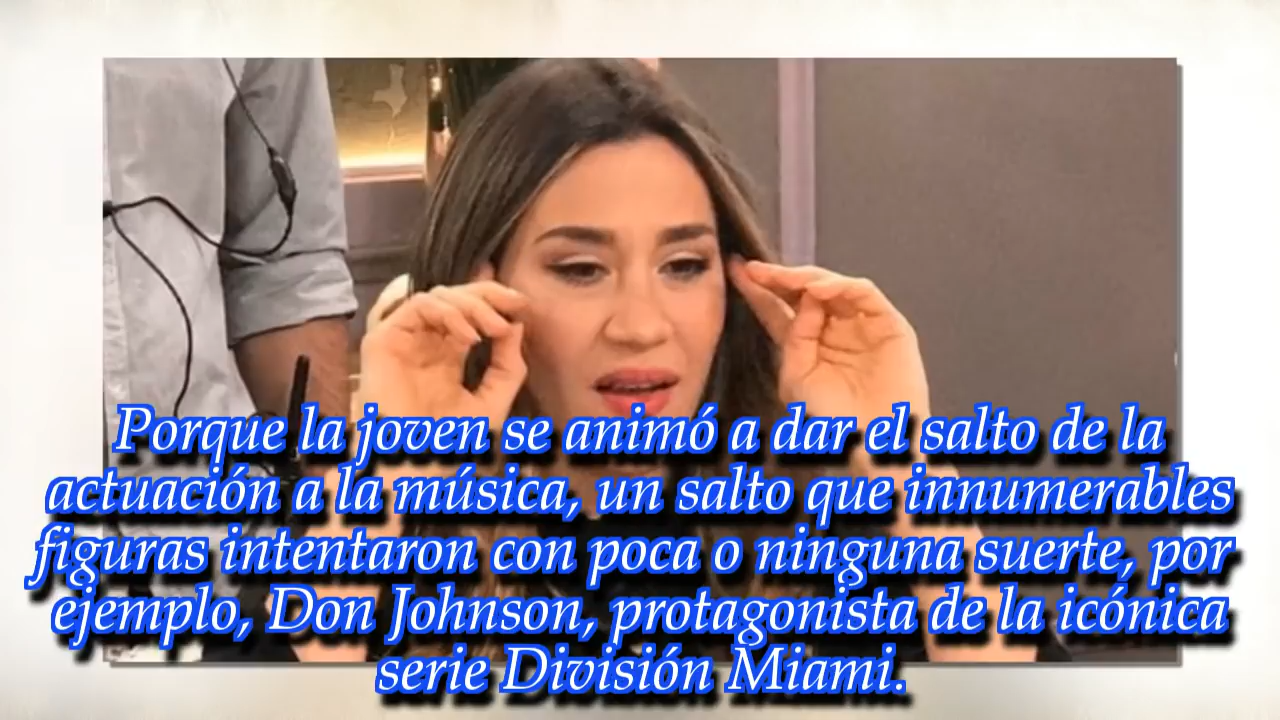 Porque la joven se animó a dar el salto de la
actuación a la música, un salto que innumerables
figuras intentaron con poca o ninguna suerte, por
ejemplo, Don Johnson, protagonista de la icónica
serie División Miami.